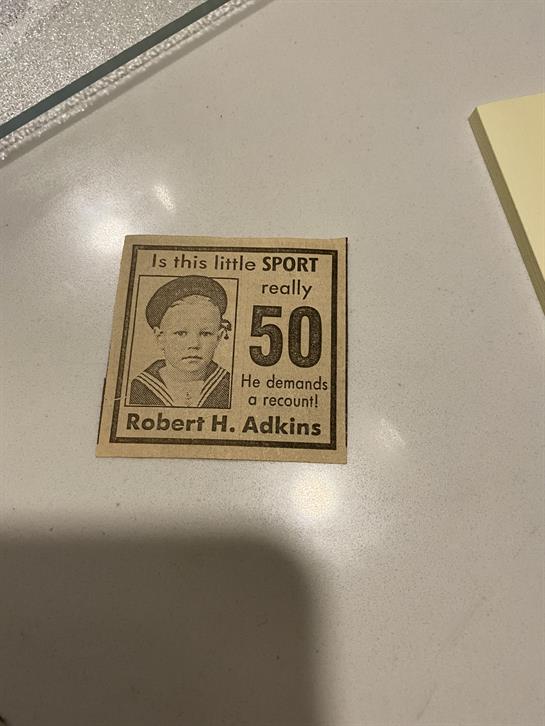 Is this little SPORT
really
50
He demands
a recount!
Robert H. Adkins